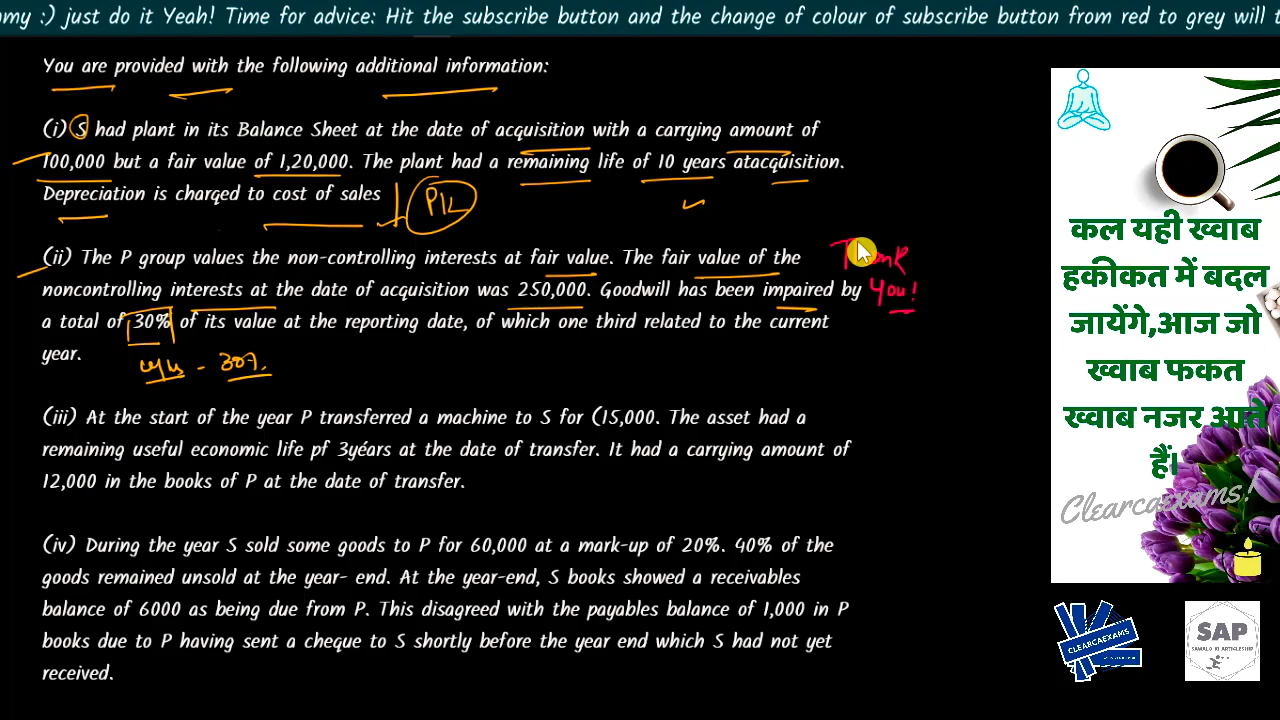 mmy :) just do it Yeah! Time for advice: Hit the subscribe button and the change of colour of subscribe button from red to grey will t
You are provided with the following additional information:
(i) S had plant in its Balance Sheet at the date of acquisition with a carrying amount of
100,000 but a fair value of 1,20,000. The plant had a remaining life of 10 years atacquisition.
Depreciation is charged to cost of sales
P/L
(ii) The P group values the non-controlling interests at fair value. The fair value of the
noncontrolling interests at the date of acquisition was 250,000. Goodwill has been impaired by
a total of 30% of its value at the reporting date, of which one third related to the current
year.
- 30%.
Thank
You!
(iii) At the start of the year P transferred a machine to S for (15,000. The asset had a
remaining useful economic life pf 3yéars at the date of transfer. It had a carrying amount of
12,000 in the books of P at the date of transfer.
(iv) During the year S sold some goods to P for 60,000 at a mark-up of 20%. 40% of the
goods remained unsold at the year- end. At the year-end, S books showed a receivables
balance of 6000 as being due from P. This disagreed with the payables balance of 1,000 in P
books due to P having sent a cheque to S shortly before the year end which S had not yet
received.
कल यही ख्वाब
हकीकत में बदल
जायेंगे,आज जो
ख्वाब फकत
ख्वाब नजर आते
हैं।
Clearcaexams!
CLEARCAEXAMS
SAP
SAMALO KI ARTICLESHIP